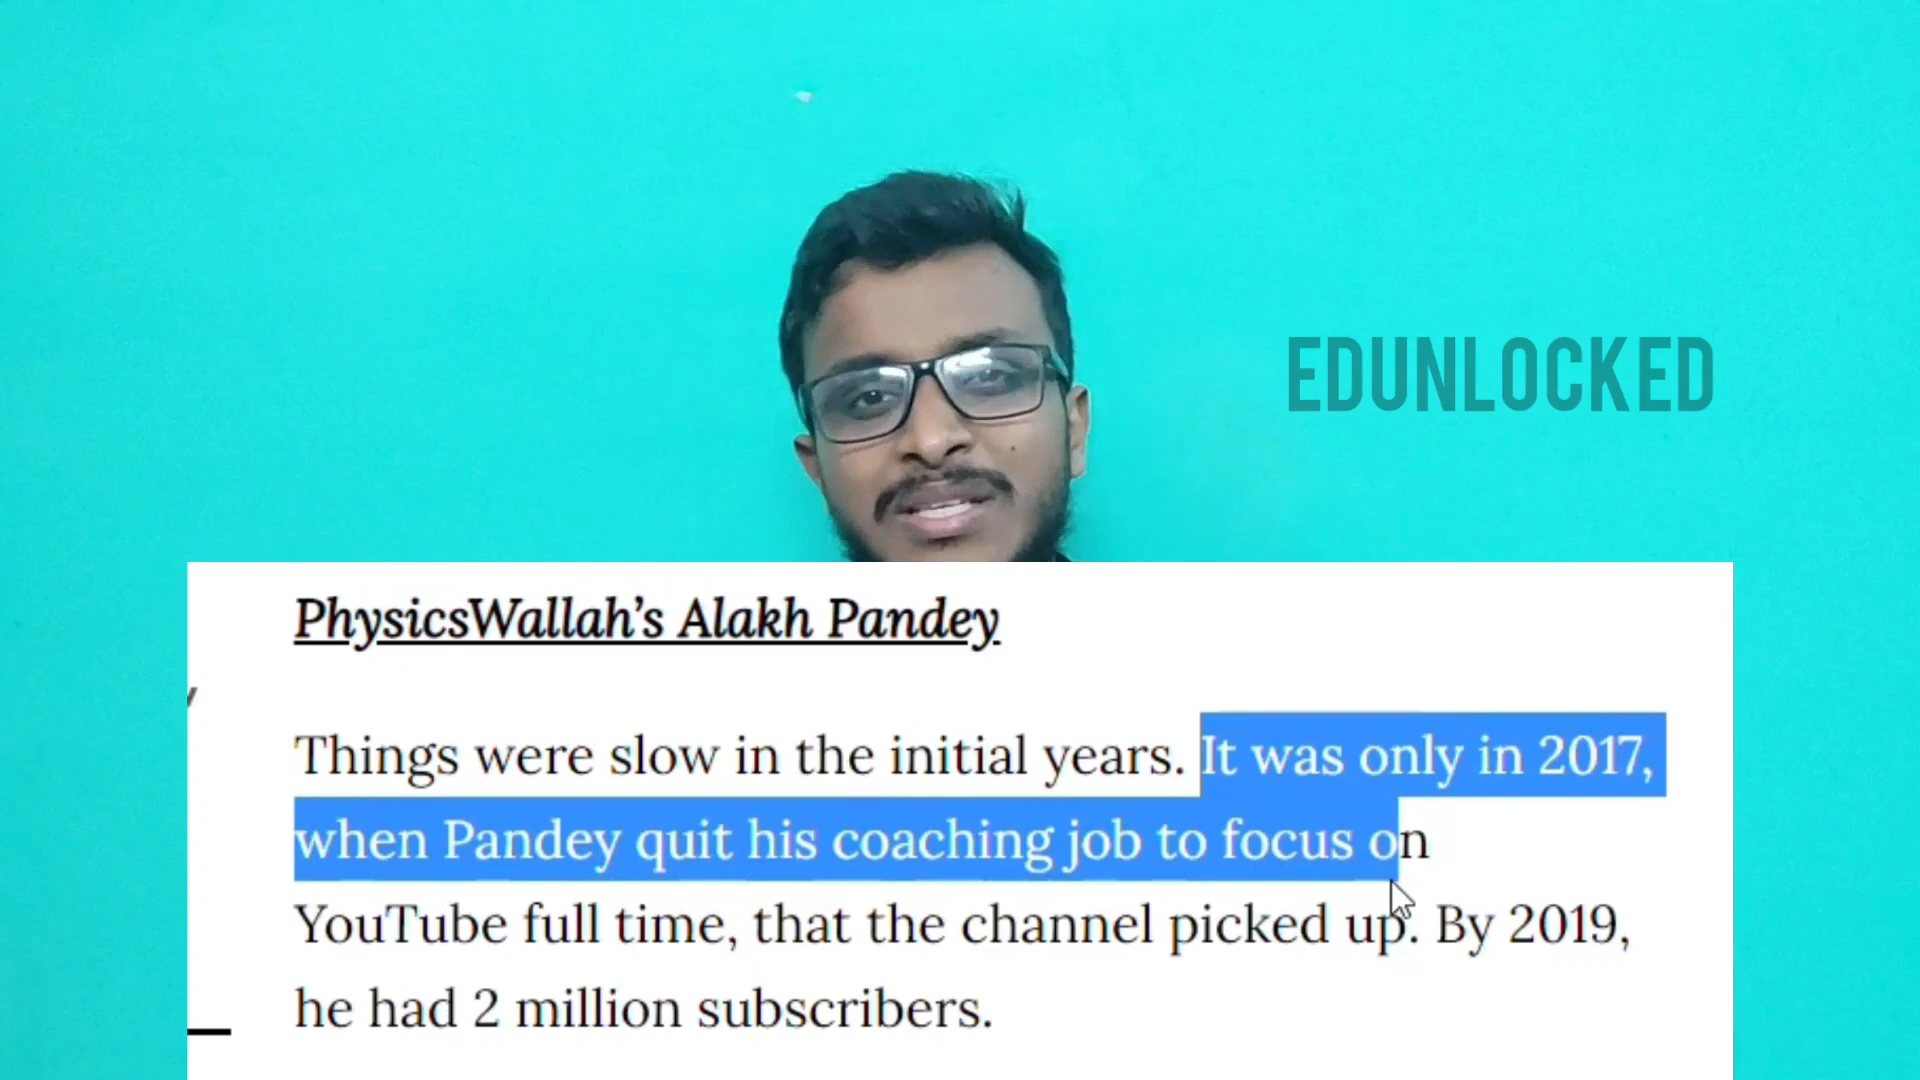 EDUNLOCKED
PhysicsWallah's Alakh Pandey
Things were slow in the initial years. It was only in 2017,
when Pandey quit his coaching job to focus on
YouTube full time, that the channel picked up. By 2019,
he had 2 million subscribers.